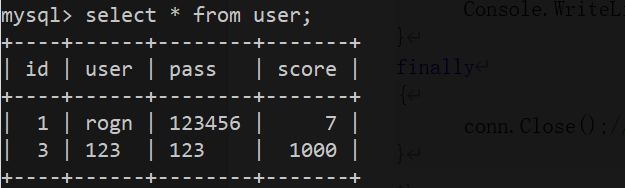 mysql> select * from user;
+----+------+--------+-------+
| id | user | pass   | score |
+----+------+--------+-------+
|  1 | rogn | 123456 |     7 |
|  3 | 123  | 123    |  1000 |
+----+------+--------+-------+
Console.WriteL
}↵
finally↵
{↵
conn.Close();/
}↵